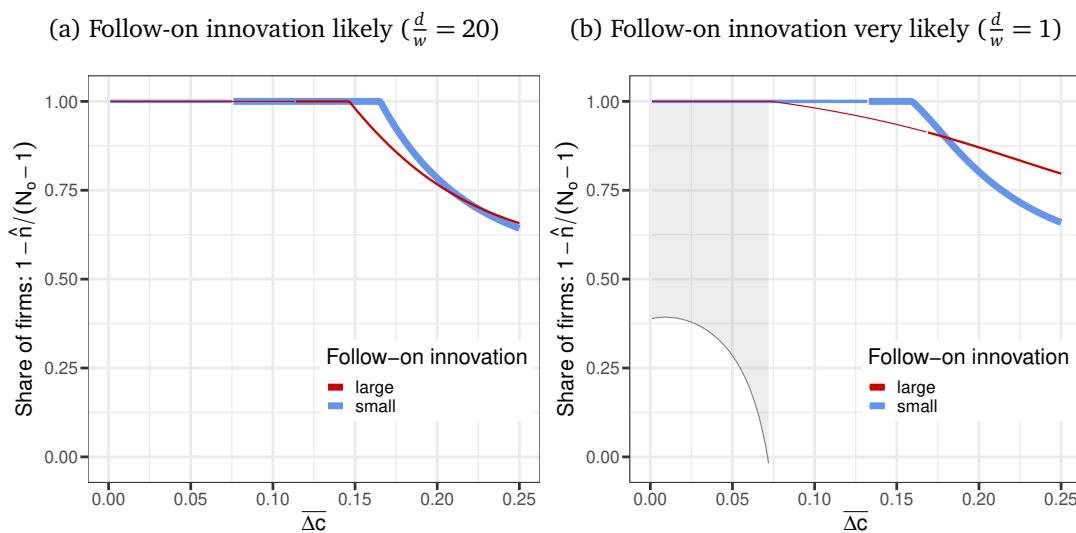 (a) Follow-on innovation likely (d/w = 20)
1.00
0.75
0.50
0.25
0.00
Share of firms: 1 − n̂/(N₀ − 1)
Follow−on innovation
large
small
0.00 0.05 0.10 0.15 0.20 0.25
Δc̅
(b) Follow-on innovation very likely (d/w = 1)
1.00
0.75
0.50
0.25
0.00
Share of firms: 1 − n̂/(N₀ − 1)
Follow−on innovation
large
small
0.00 0.05 0.10 0.15 0.20 0.25
Δc̅